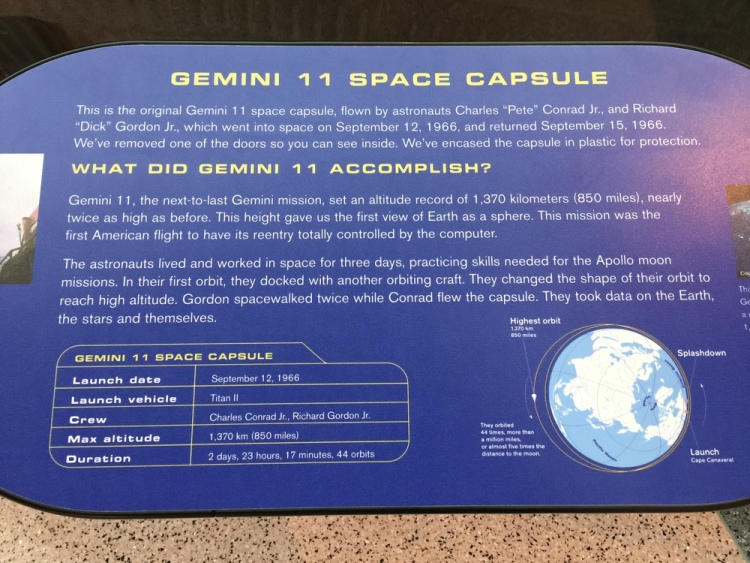 GEMINI 11 SPACE CAPSULE
This is the original Gemini 11 space capsule, flown by astronauts Charles "Pete" Conrad Jr., and Richard
"Dick" Gordon Jr., which went into space on September 12, 1966, and returned September 15, 1966.
We've removed one of the doors so you can see inside. We've encased the capsule in plastic for protection.
WHAT DID GEMINI 11 ACCOMPLISH?
Gemini 11, the next-to-last Gemini mission, set an altitude record of 1,370 kilometers (850 miles), nearly
twice as high as before. This height gave us the first view of Earth as a sphere. This mission was the
first American flight to have its reentry totally controlled by the computer.
The astronauts lived and worked in space for three days, practicing skills needed for the Apollo moon
missions. In their first orbit, they docked with another orbiting craft. They changed the shape of their orbit to
reach high altitude. Gordon spacewalked twice while Conrad flew the capsule. They took data on the Earth,
the stars and themselves.
GEMINI 11 SPACE CAPSULE
Launch date September 12, 1966
Launch vehicle Titan II
Crew Charles Conrad Jr., Richard Gordon Jr.
Max altitude 1,370 km (850 miles)
Duration 2 days, 23 hours, 17 minutes, 44 orbits
Highest orbit
1,370 km
850 miles
Splashdown
They orbited
44 times, more than
a million miles,
or almost five times the
distance to the moon.
Launch
Cape Canaveral